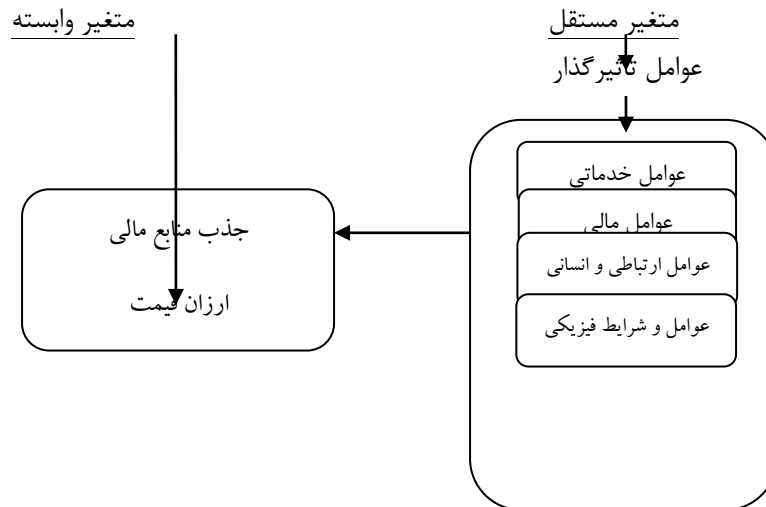 متغیر مستقل
متغیر وابسته
عوامل تاثیرگذار
عوامل خدماتی
عوامل مالی
عوامل ارتباطی و انسانی
عوامل و شرایط فیزیکی
جذب منابع مالی
ارزان قیمت